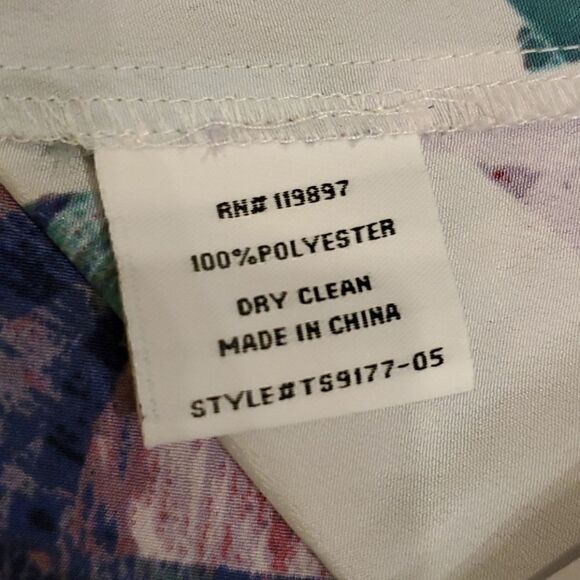 RN# 119897
100%POLYESTER
DRY CLEAN
MADE IN CHINA
STYLE#TS9177-05